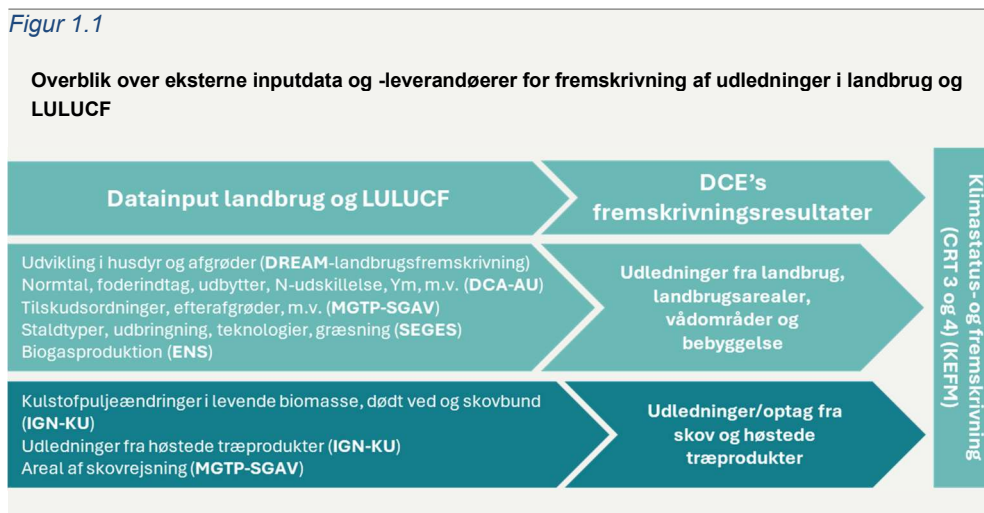 Figur 1.1
Overblik over eksterne inputdata og -leverandøerer for fremskrivning af udledninger i landbrug og
LULUCF
Datainput landbrug og LULUCF
DCE's
fremskrivningsresultater
Udvikling i husdyr og afgrøder (DREAM-landbrugsfremskrivning)
Normtal, foderindtag, udbytter, N-udskillelse, Ym, m.v. (DCA-AU)
Tilskudsordninger, efterafgrøder, m.v. (MGTP-SGAV)
Staldtyper, udbringning, teknologier, græsning (SEGES)
Biogasproduktion (ENS)
Udledninger fra landbrug,
landbrugsarealer,
vådområder og
bebyggelse
Kulstofpuljeændringer i levende biomasse, dødt ved og skovbund
(IGN-KU)
Udledninger fra høstede træprodukter (IGN-KU)
Areal af skovrejsning (MGTP-SGAV)
Udledninger/optag fra
skov og høstede
træprodukter
Klimastatus- og fremskrivning
(CRT 3 og 4) (KEFM)